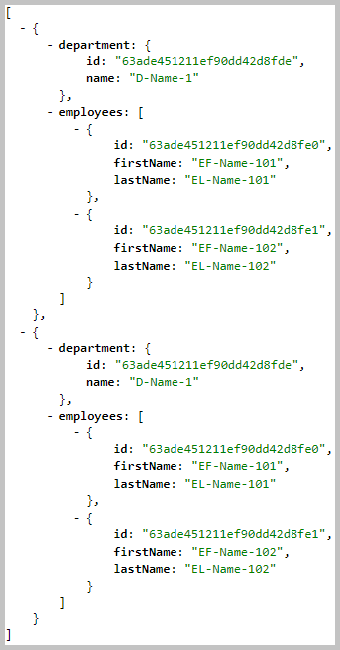 [
- {
- department: {
id: "63ade451211ef90dd42d8fde",
name: "D-Name-1"
},
- employees: [
- {
id: "63ade451211ef90dd42d8fe0",
firstName: "EF-Name-101",
lastName: "EL-Name-101"
},
- {
id: "63ade451211ef90dd42d8fe1",
firstName: "EF-Name-102",
lastName: "EL-Name-102"
}
]
},
- {
- department: {
id: "63ade451211ef90dd42d8fde",
name: "D-Name-1"
},
- employees: [
- {
id: "63ade451211ef90dd42d8fe0",
firstName: "EF-Name-101",
lastName: "EL-Name-101"
},
- {
id: "63ade451211ef90dd42d8fe1",
firstName: "EF-Name-102",
lastName: "EL-Name-102"
}
]
}
]